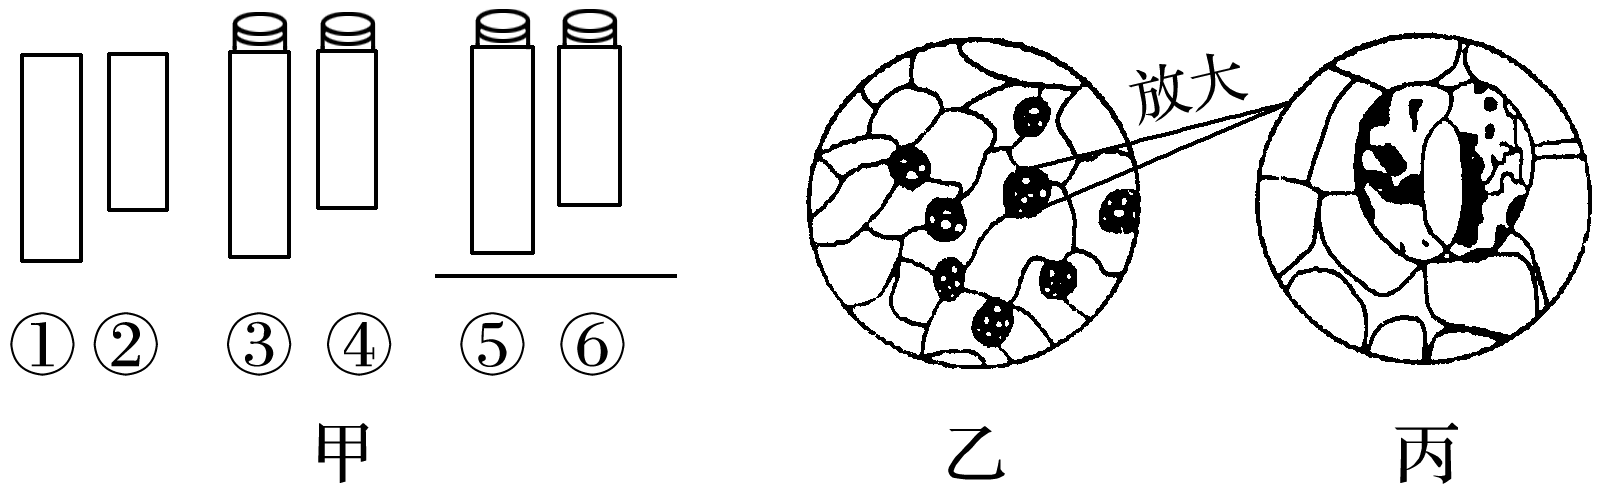 放大
① ② ③ ④ ⑤ ⑥
甲 乙 丙